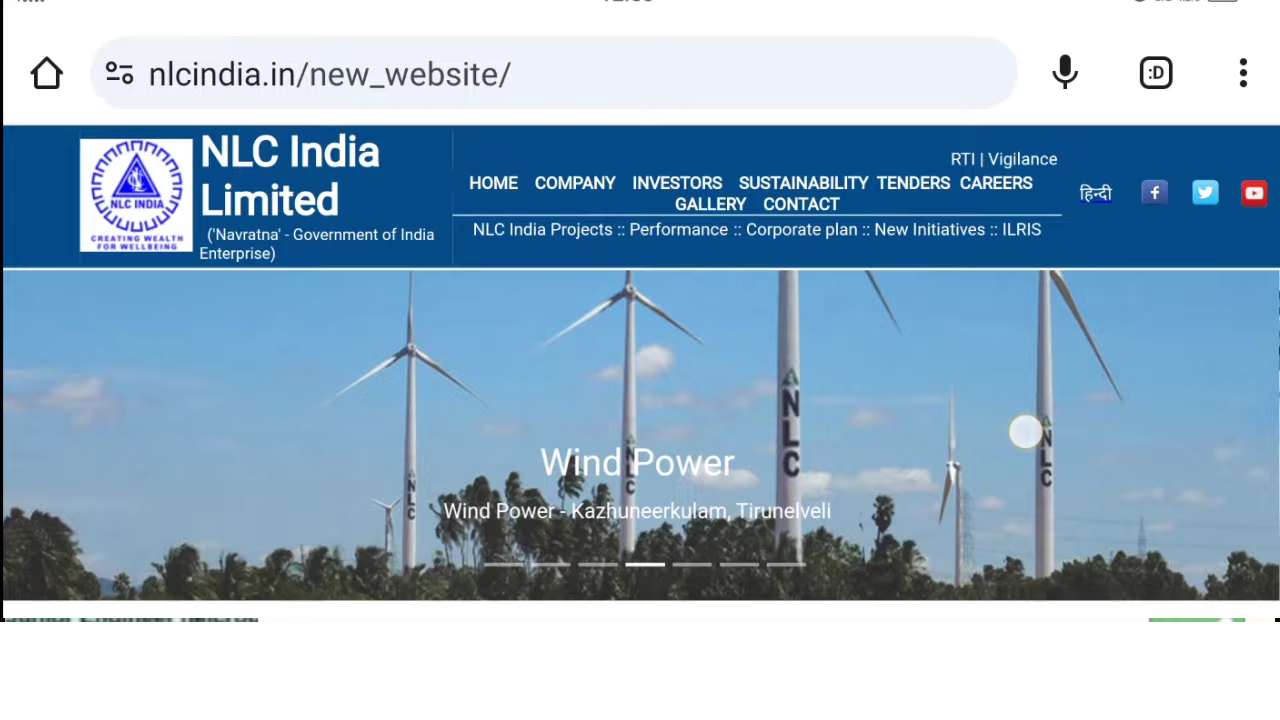 nlcindia.in/new_website/
:D
NLC India
Limited
('Navratna' - Government of India
Enterprise)
NLC INDIA
CREATING WEALTH
FOR WELLBEING
RTI | Vigilance
HOME COMPANY INVESTORS SUSTAINABILITY TENDERS CAREERS
GALLERY CONTACT
NLC India Projects :: Performance :: Corporate plan :: New Initiatives :: ILRIS
हिन्दी
NLC
NLC
NLC
NLC
Wind Power
Wind Power - Kazhuneerkulam, Tirunelveli